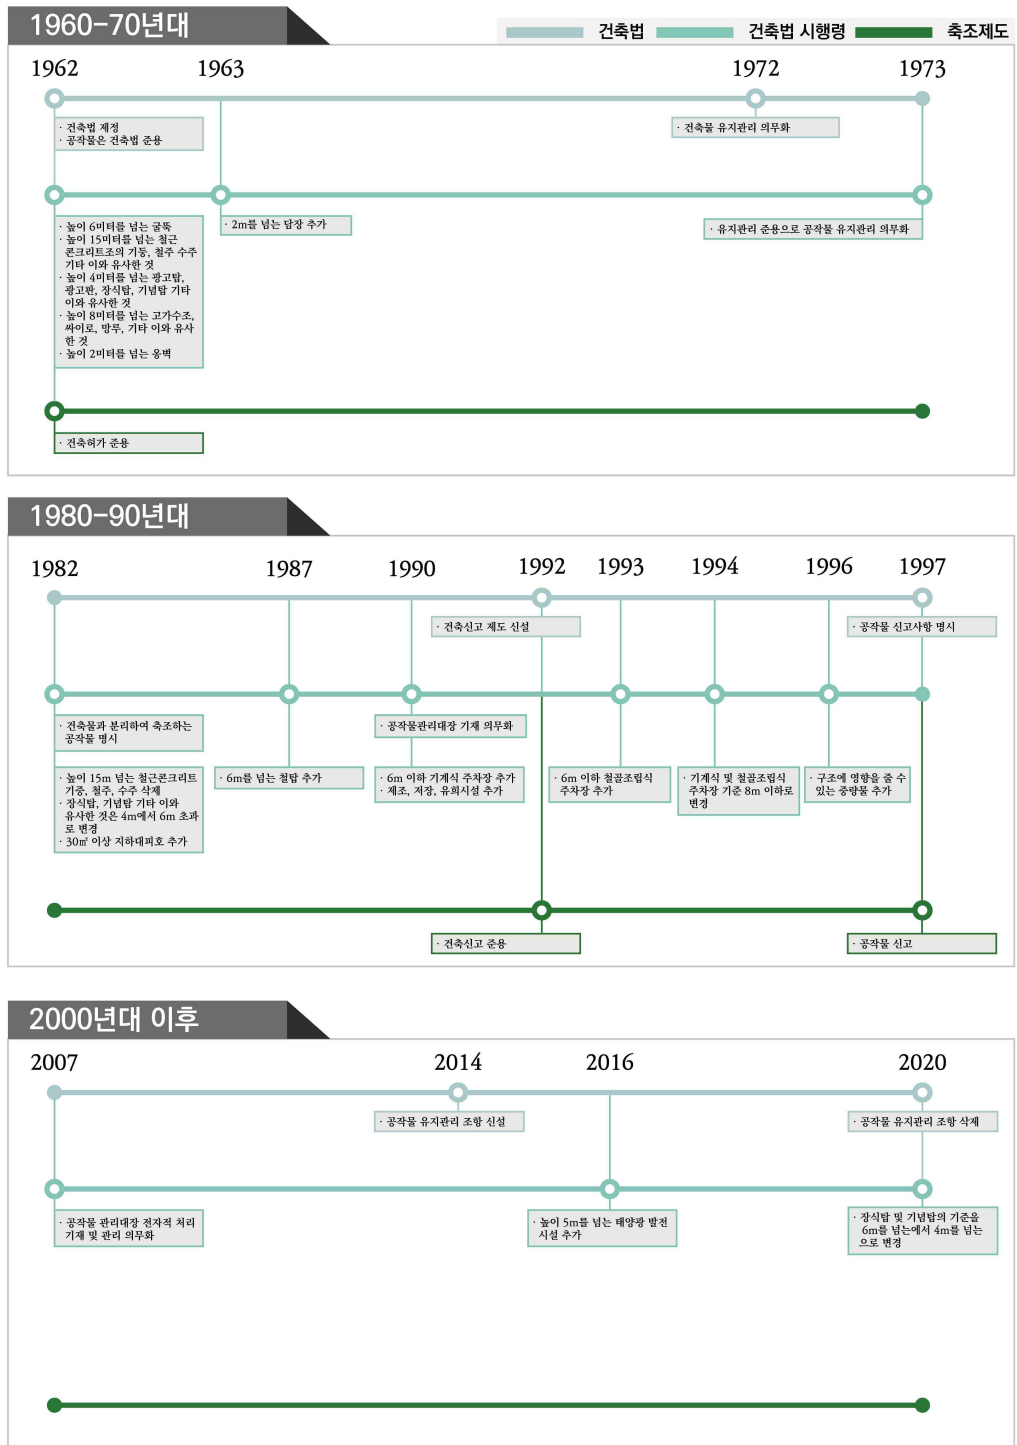 1960-70년대
건축법 건축법 시행령 축조제도
1962 1963 1972 1973
· 건축법 제정
· 공작물은 건축법 준용
· 건축물 유지관리 의무화
· 높이 6미터를 넘는 굴뚝
· 높이 15미터를 넘는 철근
콘크리트조의 기둥, 철주 수주
기타 이와 유사한 것
· 높이 4미터를 넘는 광고탑,
광고판, 장식탑, 기념탑 기타
이와 유사한 것
· 높이 8미터를 넘는 고가수조,
싸이로, 망루, 기타 이와 유사
한 것
· 높이 2미터를 넘는 옹벽
· 2m를 넘는 담장 추가
· 유지관리 준용으로 공작물 유지관리 의무화
· 건축허가 준용
1980-90년대
1982 1987 1990 1992 1993 1994 1996 1997
· 건축신고 제도 신설
· 공작물 신고사항 명시
· 건축물과 분리하여 축조하는
공작물 명시
· 공작물관리대장 기재 의무화
· 높이 15m 넘는 철근콘크리트
기중, 철주, 수주 삭제
· 장식탑, 기념탑 기타 이와
유사한 것은 4m에서 6m 초과
로 변경
· 30㎡ 이상 지하대피호 추가
· 6m를 넘는 철탑 추가
· 6m 이하 기계식 주차장 추가
· 제조, 저장, 유희시설 추가
· 6m 이하 철골조립식
주차장 추가
· 기계식 및 철골조립식
주차장 기준 8m 이하로
변경
· 구조에 영향을 줄 수
있는 중량물 추가
· 건축신고 준용
· 공작물 신고
2000년대 이후
2007 2014 2016 2020
· 공작물 유지관리 조항 신설
· 공작물 유지관리 조항 삭제
· 공작물 관리대장 전자적 처리
기재 및 관리 의무화
· 높이 5m를 넘는 태양광 발전
시설 추가
· 장식탑 및 기념탑의 기준을
6m를 넘는에서 4m를 넘는
으로 변경